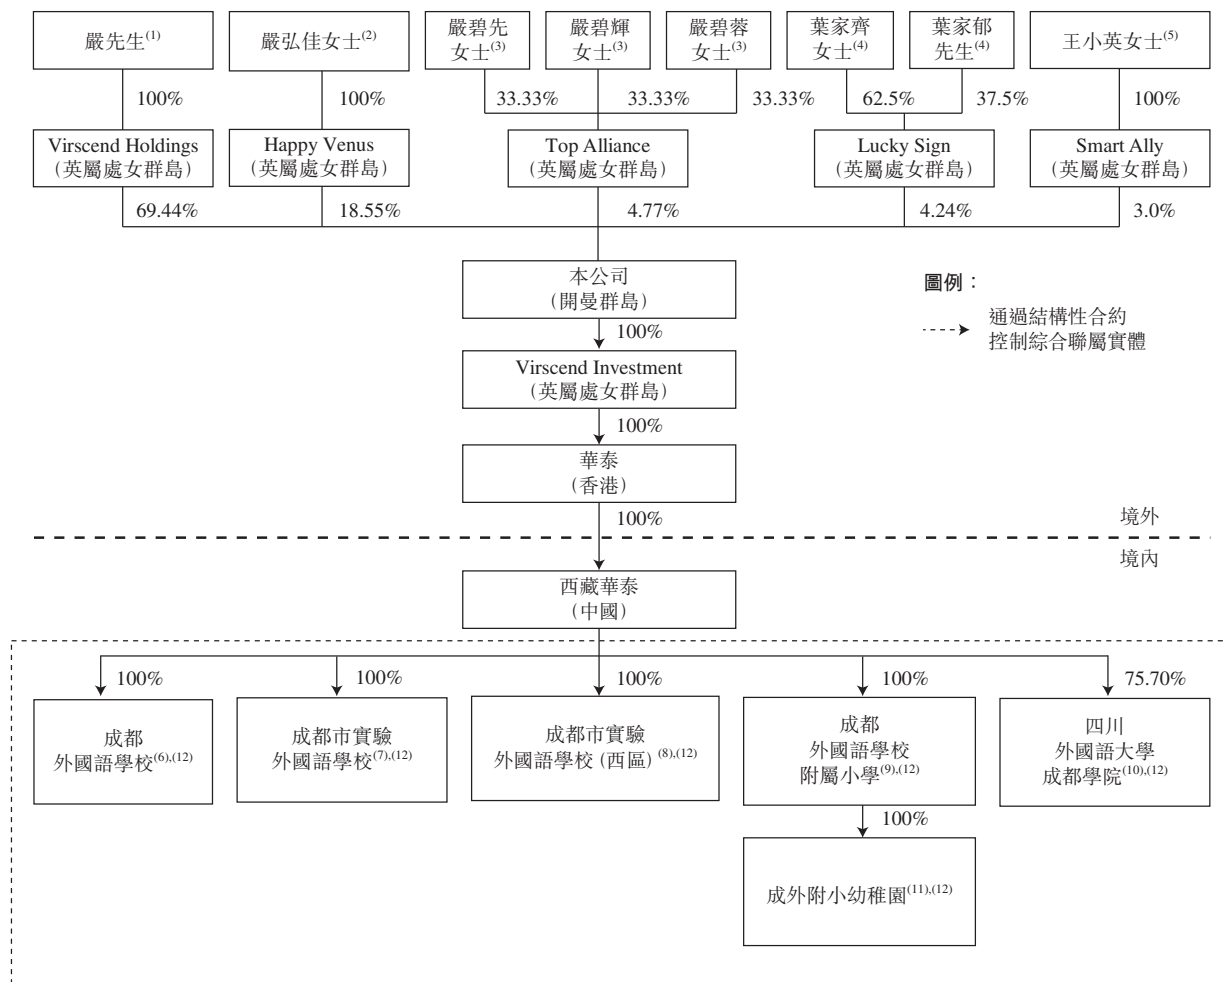 嚴先生(1)
嚴弘佳女士(2)
嚴碧先
女士(3)
嚴碧輝
女士(3)
嚴碧蓉
女士(3)
葉家齊
女士(4)
葉家郁
先生(4)
王小英女士(5)
100%
100%
33.33%
33.33%
33.33%
62.5%
37.5%
100%
Virscend Holdings
(英屬處女群島)
Happy Venus
(英屬處女群島)
Top Alliance
(英屬處女群島)
Lucky Sign
(英屬處女群島)
Smart Ally
(英屬處女群島)
69.44%
18.55%
4.77%
4.24%
3.0%
本公司
(開曼群島)
圖例：
通過結構性合約
控制綜合聯屬實體
100%
Virscend Investment
(英屬處女群島)
100%
華泰
(香港)
100%
境外
境內
西藏華泰
(中國)
100%
100%
100%
100%
75.70%
成都
外國語學校(6),(12)
成都市實驗
外國語學校(7),(12)
成都市實驗
外國語學校(西區)(8),(12)
成都
外國語學校
附屬小學(9),(12)
四川
外國語大學
成都學院(10),(12)
100%
成外附小幼稚園(11),(12)